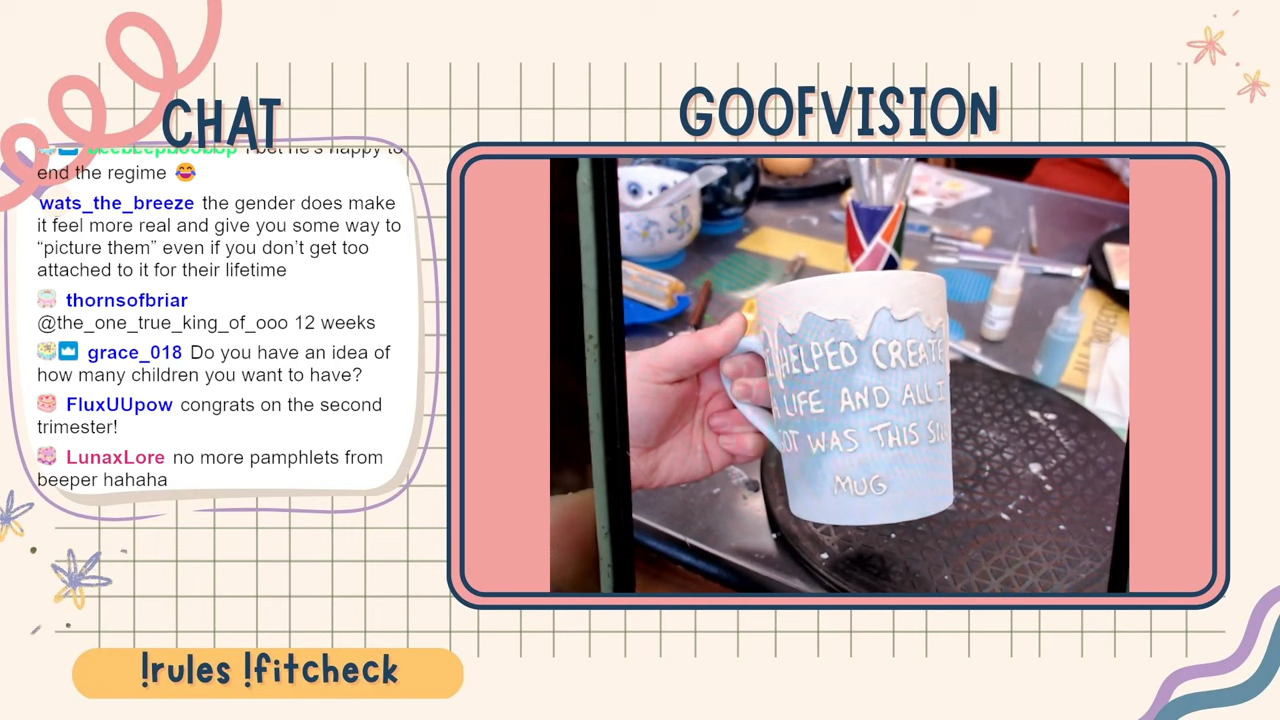 CHAT
GOOFVISION
end the regime 😂
wats_the_breeze the gender does make
it feel more real and give you some way to
“picture them” even if you don’t get too
attached to it for their lifetime
thornsofbriar
@the_one_true_king_of_ooo 12 weeks
grace_018 Do you have an idea of
how many children you want to have?
FluxUUpow congrats on the second
trimester!
LunaxLore no more pamphlets from
beeper hahaha
I HELPED CREATE
A LIFE AND ALL I
GOT WAS THIS
MUG
!rules !fitcheck